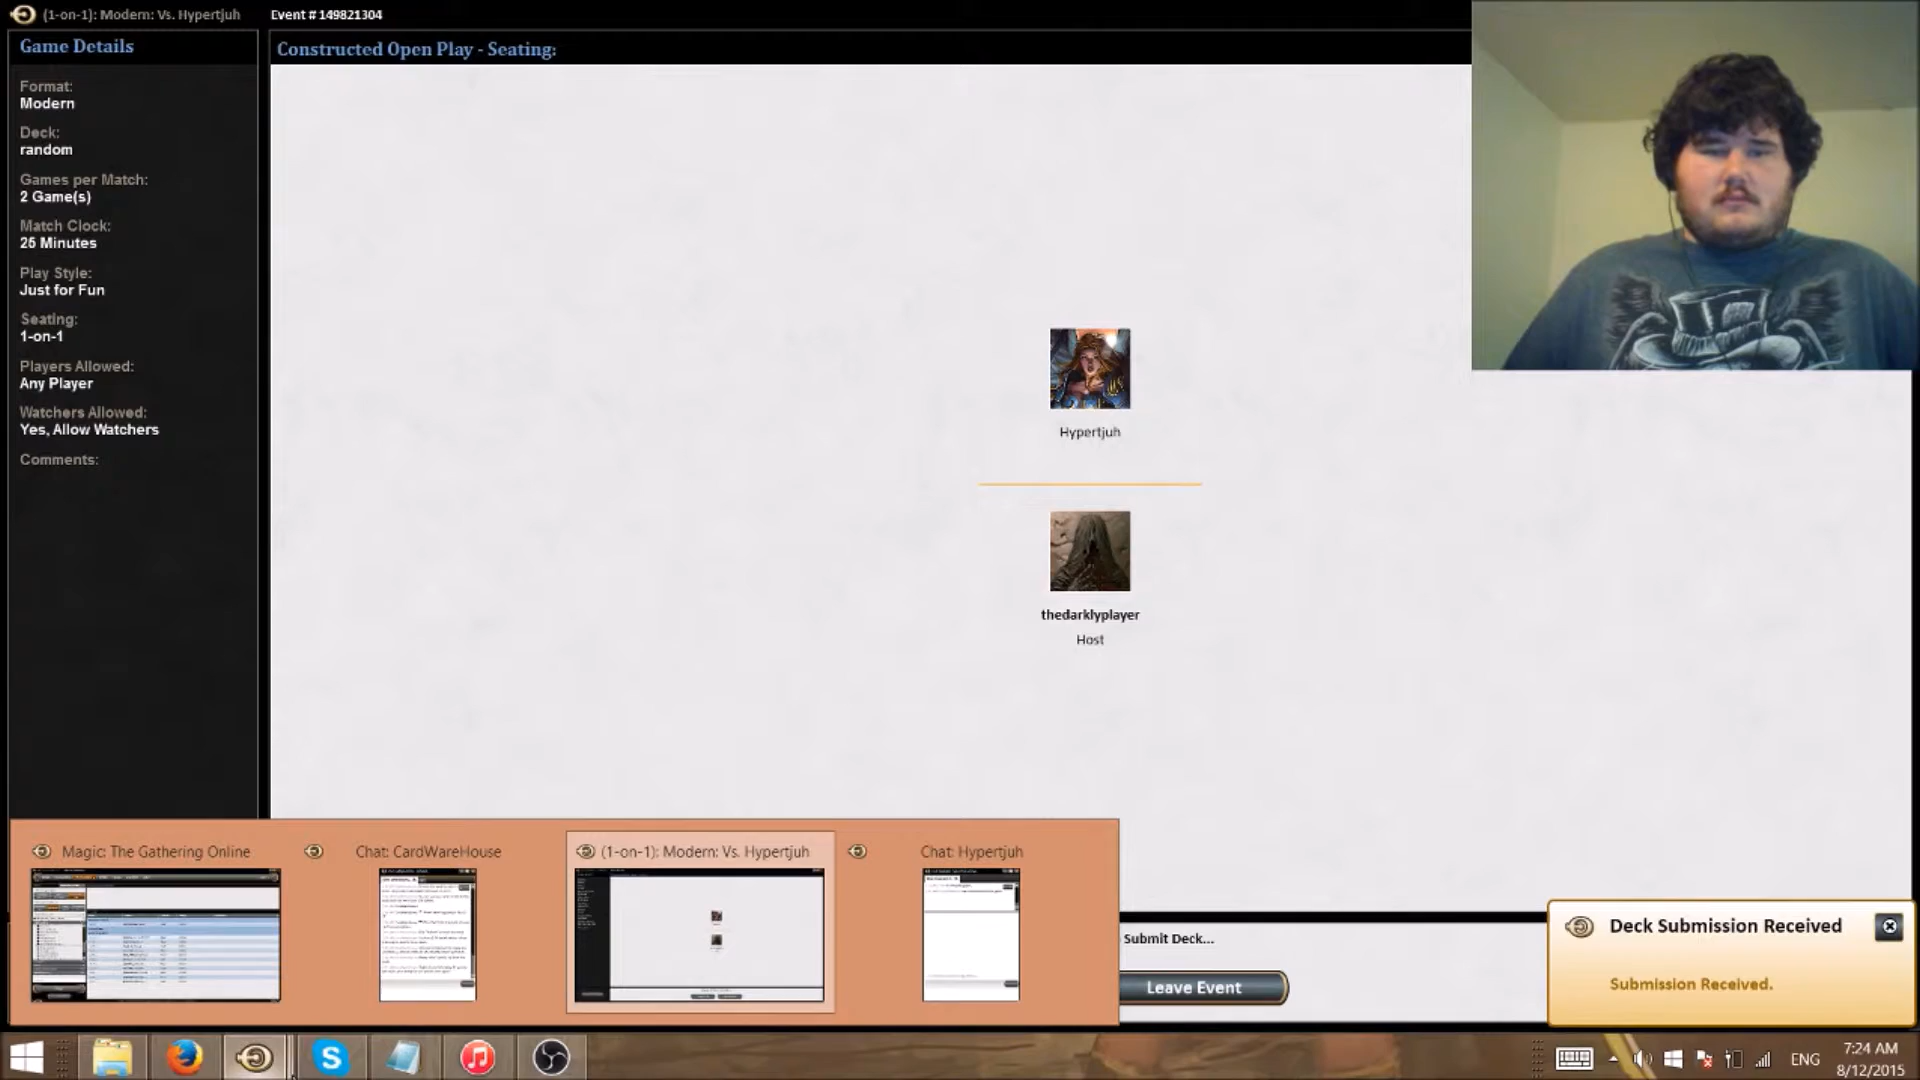 (1-on-1): Modern: Vs. Hypertjuh
Event # 149821304
Game Details
Constructed Open Play - Seating:
Format:
Modern
Deck:
random
Games per Match:
2 Game(s)
Match Clock:
25 Minutes
Play Style:
Just for Fun
Seating:
1-on-1
Players Allowed:
Any Player
Watchers Allowed:
Yes, Allow Watchers
Comments:
Hypertjuh
thedarklyplayer
Host
Magic: The Gathering Online
Chat: CardWareHouse
(1-on-1): Modern: Vs. Hypertjuh
Chat: Hypertjuh
Submit Deck...
Leave Event
Deck Submission Received
Submission Received.
ENG
7:24 AM
8/12/2015